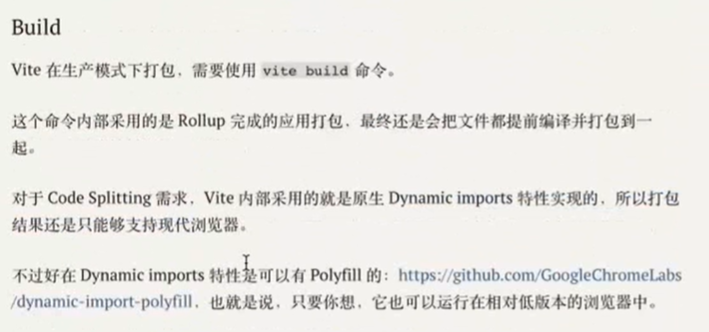 Build
Vite 在生产模式下打包，需要使用 vite build 命令。
这个命令内部采用的是 Rollup 完成的应用打包，最终还是会把文件都提前编译并打包到一
起。
对于 Code Splitting 需求，Vite 内部采用的就是原生 Dynamic imports 特性实现的，所以打包
结果还是只能够支持现代浏览器。
不过好在 Dynamic imports 特性是可以有 Polyfill 的：https://github.com/GoogleChromeLabs
/dynamic-import-polyfill，也就是说，只要你想，它也可以运行在相对低版本的浏览器中。